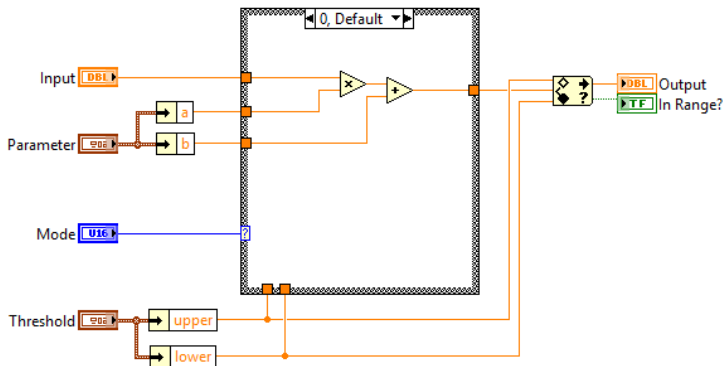 0, Default
Input DBL
a
Parameter
b
Mode U16
?
Threshold
upper
lower
x
+
?
DBL Output
TF In Range?